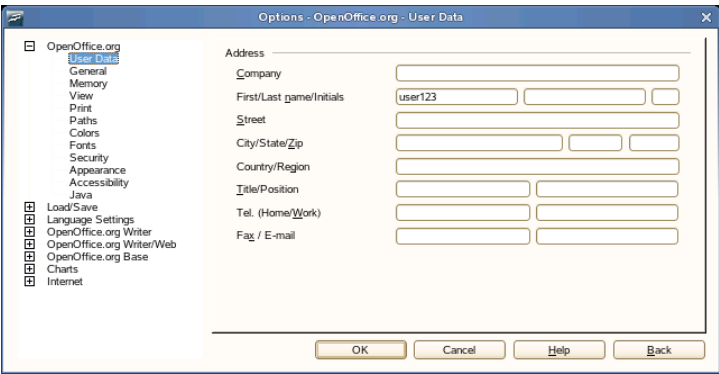 Options - OpenOffice.org - User Data
OpenOffice.org
User Data
General
Memory
View
Print
Paths
Colors
Fonts
Security
Appearance
Accessibility
Java
Load/Save
Language Settings
OpenOffice.org Writer
OpenOffice.org Writer/Web
OpenOffice.org Base
Charts
Internet
Address
Company
First/Last name/Initials user123
Street
City/State/Zip
Country/Region
Title/Position
Tel. (Home/Work)
Fax / E-mail
OK Cancel Help Back